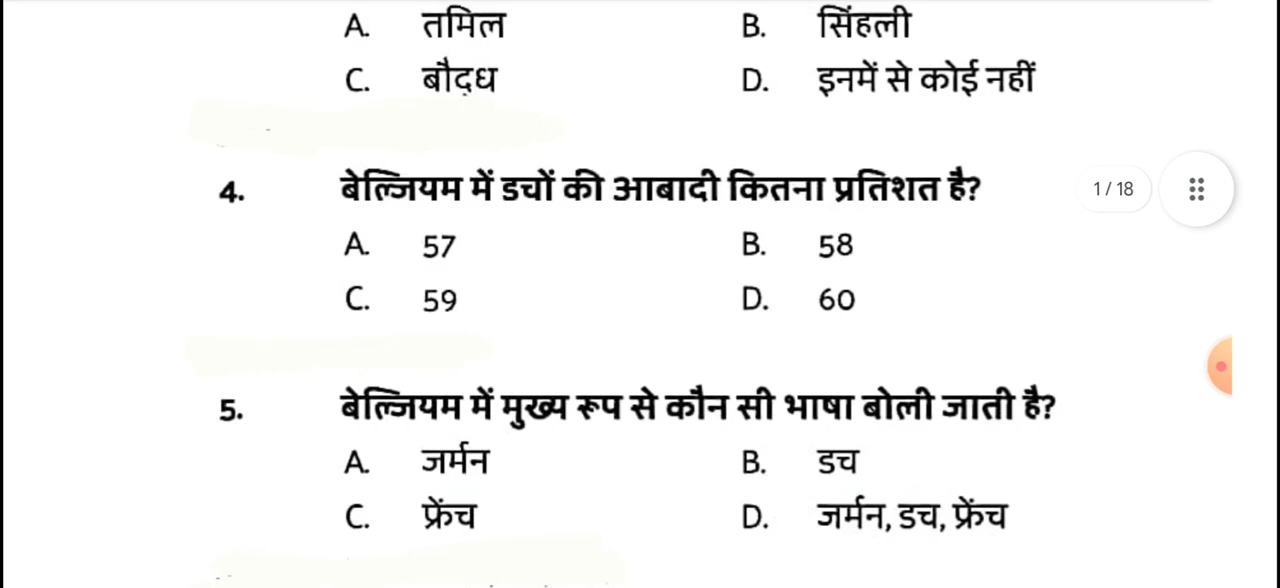 A. तमिल B. सिंहली
C. बौद्ध D. इनमें से कोई नहीं
4. बेल्जियम में डचों की आबादी कितना प्रतिशत है?
1 / 18
A. 57 B. 58
C. 59 D. 60
5. बेल्जियम में मुख्य रूप से कौन सी भाषा बोली जाती है?
A. जर्मन B. डच
C. फ्रेंच D. जर्मन, डच, फ्रेंच